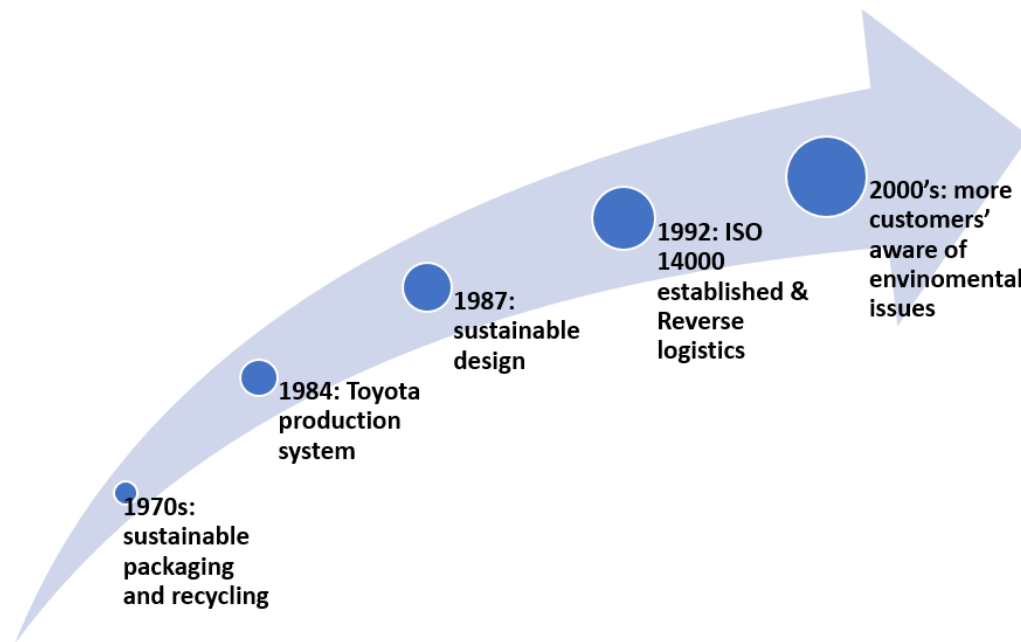 1970s:
sustainable
packaging
and recycling
1984: Toyota
production
system
1987:
sustainable
design
1992: ISO
14000
established &
Reverse
logistics
2000's: more
customers'
aware of
envinomental
issues